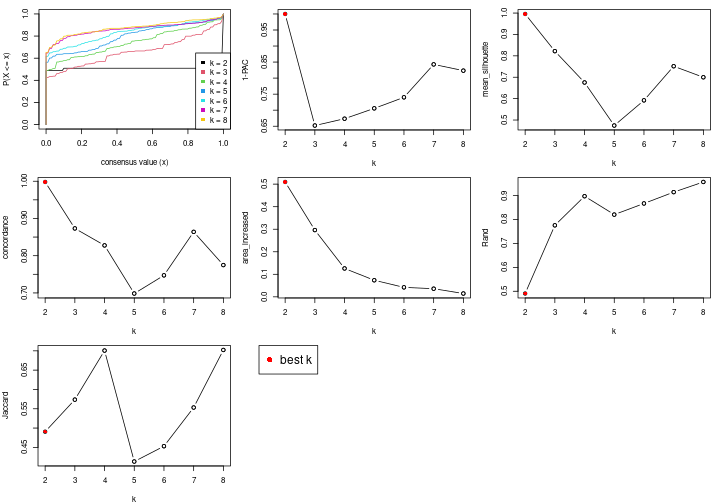 P(X <= x)
0.0 0.2 0.4 0.6 0.8 1.0
k = 2
k = 3
k = 4
k = 5
k = 6
k = 7
k = 8
0.0 0.2 0.4 0.6 0.8 1.0
consensus value (x)
1-PAC
0.65 0.75 0.85 0.95
2 3 4 5 6 7 8
k
mean_silhouette
0.5 0.6 0.7 0.8 0.9 1.0
2 3 4 5 6 7 8
k
concordance
0.70 0.80 0.90 1.00
2 3 4 5 6 7 8
k
area_increased
0.0 0.1 0.2 0.3 0.4 0.5
2 3 4 5 6 7 8
k
Rand
0.5 0.6 0.7 0.8 0.9
2 3 4 5 6 7 8
k
Jaccard
0.45 0.55 0.65
2 3 4 5 6 7 8
k
best k